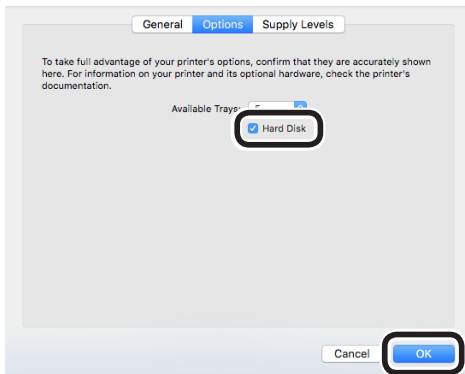 General Options Supply Levels
To take full advantage of your printer's options, confirm that they are accurately shown
here. For information on your printer and its optional hardware, check the printer's
documentation.
Available Trays:
Hard Disk
Cancel OK